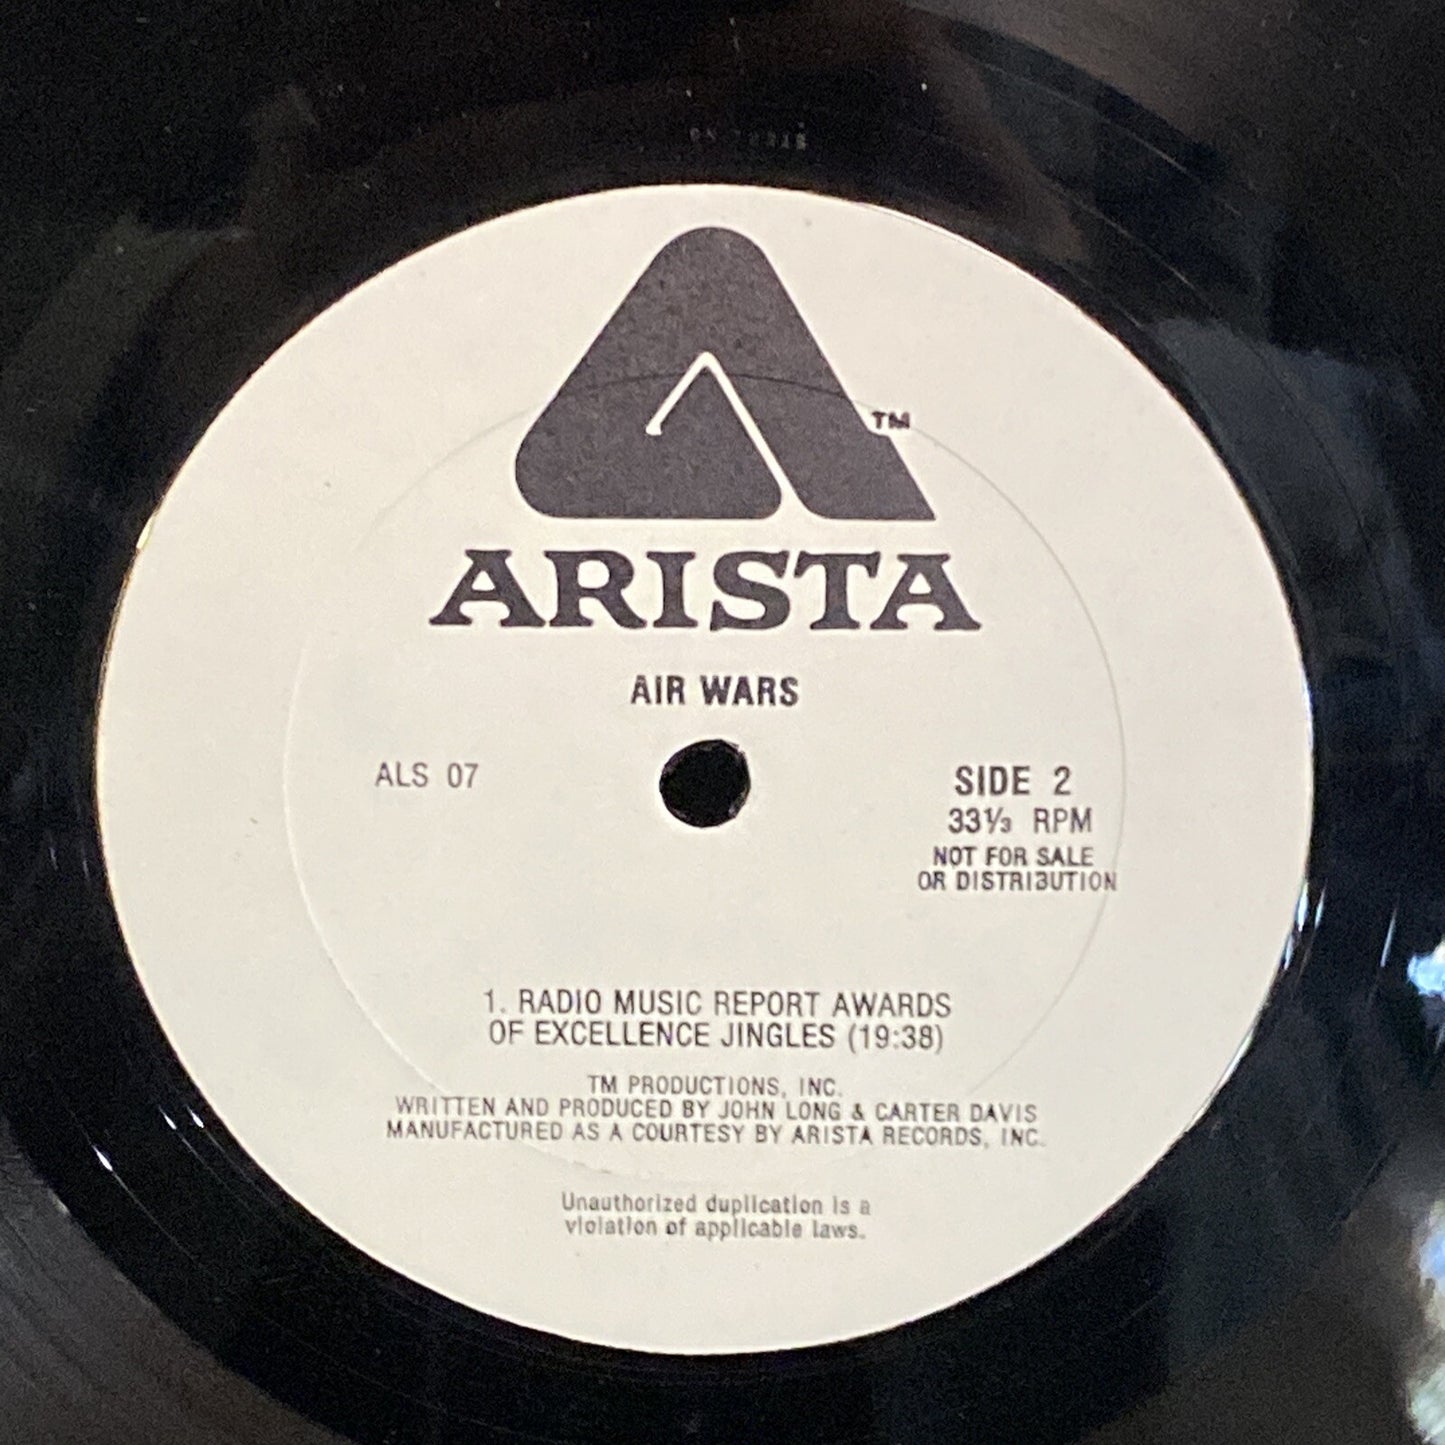 TM
ARISTA
AIR WARS
ALS 07
SIDE 2
33⅓ RPM
NOT FOR SALE
OR DISTRIBUTION
1. RADIO MUSIC REPORT AWARDS
OF EXCELLENCE JINGLES (19:38)
TM PRODUCTIONS, INC.
WRITTEN AND PRODUCED BY JOHN LONG & CARTER DAVIS
MANUFACTURED AS A COURTESY BY ARISTA RECORDS, INC.
Unauthorized duplication is a
violation of applicable laws.